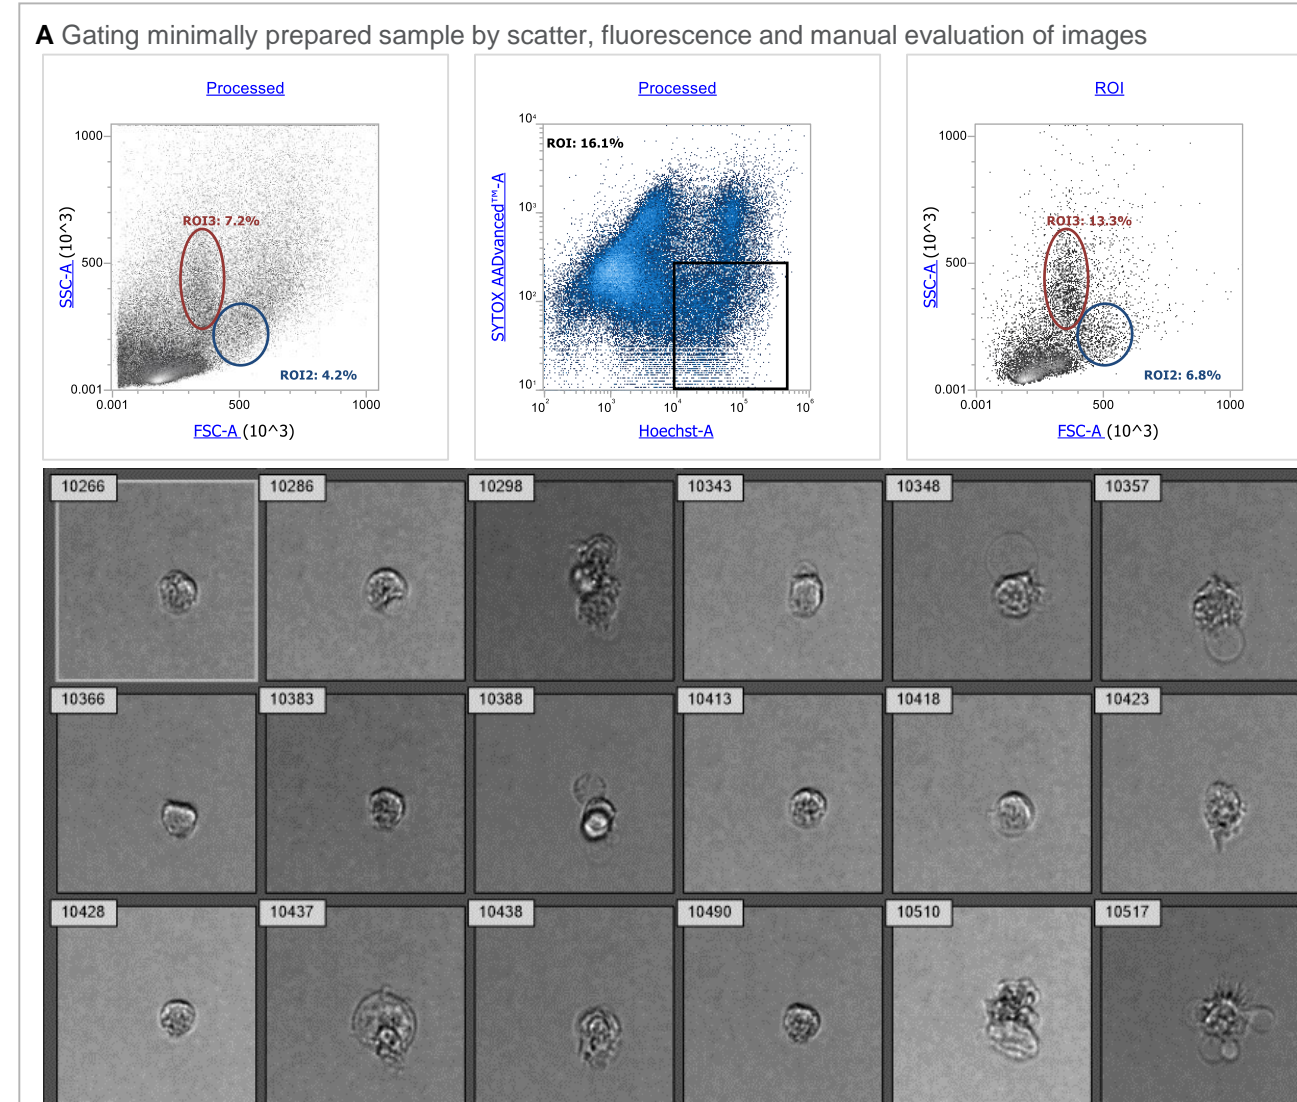 A Gating minimally prepared sample by scatter, fluorescence and manual evaluation of images
Processed
1000
500
0.001
SSC-A (10^3)
ROI3: 7.2%
ROI2: 4.2%
0.001 500 1000
FSC-A (10^3)
Processed
10⁴
10³
10²
10¹
SYTOX AADvanced™-A
ROI: 16.1%
10² 10³ 10⁴ 10⁵ 10⁶
Hoechst-A
ROI
1000
500
0.001
SSC-A (10^3)
ROI3: 13.3%
ROI2: 6.8%
0.001 500 1000
FSC-A (10^3)
10266 10286 10298 10343 10348 10357
10366 10383 10388 10413 10418 10423
10428 10437 10438 10490 10510 10517